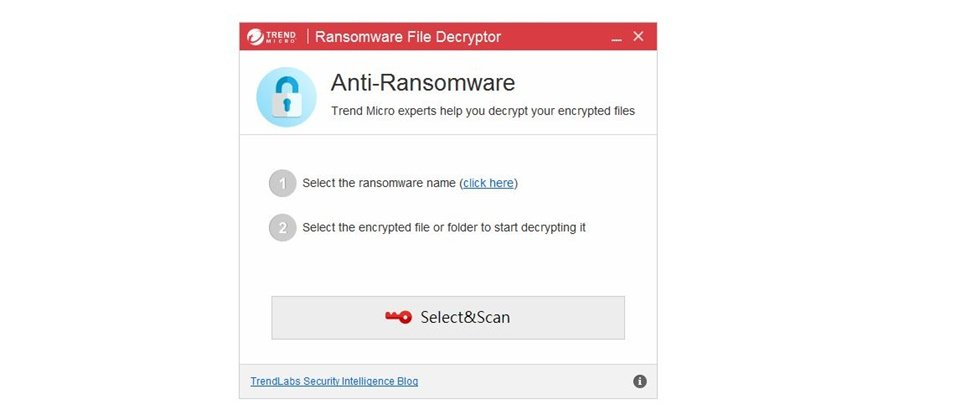 TREND MICRO Ransomware File Decryptor
Anti-Ransomware
Trend Micro experts help you decrypt your encrypted files
1 Select the ransomware name (click here)
2 Select the encrypted file or folder to start decrypting it
Select&Scan
TrendLabs Security Intelligence Blog